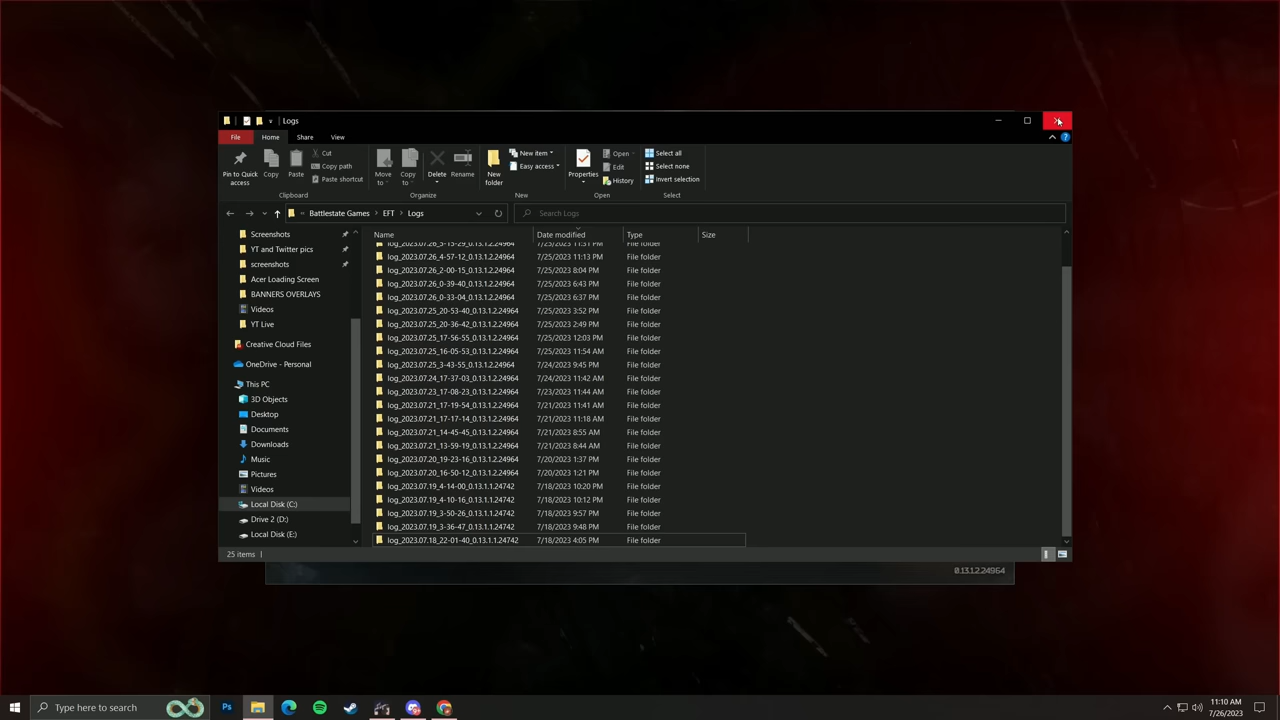 Logs
File Home Share View
Pin to Quick access
Copy
Paste
Cut
Copy path
Paste shortcut
Clipboard
Move to
Copy to
Delete
Rename
Organize
New folder
New item
Easy access
New
Properties
Open
Edit
History
Open
Select all
Select none
Invert selection
Select
Battlestate Games > EFT > Logs
Search Logs
Screenshots
YT and Twitter pics
screenshots
Acer Loading Screen
BANNERS OVERLAYS
Videos
YT Live
Creative Cloud Files
OneDrive - Personal
This PC
3D Objects
Desktop
Documents
Downloads
Music
Pictures
Videos
Local Disk (C:)
Drive 2 (D:)
Local Disk (E:)
Name Date modified Type Size
log_2023.07.26_5-15-29_0.13.1.2.24964 7/25/2023 11:31 PM File folder
log_2023.07.26_4-57-12_0.13.1.2.24964 7/25/2023 11:13 PM File folder
log_2023.07.26_2-00-15_0.13.1.2.24964 7/25/2023 8:04 PM File folder
log_2023.07.26_0-39-40_0.13.1.2.24964 7/25/2023 6:43 PM File folder
log_2023.07.26_0-33-04_0.13.1.2.24964 7/25/2023 6:37 PM File folder
log_2023.07.25_20-53-40_0.13.1.2.24964 7/25/2023 3:52 PM File folder
log_2023.07.25_20-36-42_0.13.1.2.24964 7/25/2023 2:49 PM File folder
log_2023.07.25_17-56-55_0.13.1.2.24964 7/25/2023 12:03 PM File folder
log_2023.07.25_16-05-53_0.13.1.2.24964 7/25/2023 11:54 AM File folder
log_2023.07.25_3-43-55_0.13.1.2.24964 7/24/2023 9:45 PM File folder
log_2023.07.24_17-37-03_0.13.1.2.24964 7/24/2023 11:42 AM File folder
log_2023.07.23_17-08-23_0.13.1.2.24964 7/23/2023 11:44 AM File folder
log_2023.07.21_17-19-54_0.13.1.2.24964 7/21/2023 11:41 AM File folder
log_2023.07.21_17-17-14_0.13.1.2.24964 7/21/2023 11:18 AM File folder
log_2023.07.21_14-45-45_0.13.1.2.24964 7/21/2023 8:55 AM File folder
log_2023.07.21_13-59-19_0.13.1.2.24964 7/21/2023 8:44 AM File folder
log_2023.07.20_19-23-16_0.13.1.2.24964 7/20/2023 1:37 PM File folder
log_2023.07.20_16-50-12_0.13.1.2.24964 7/20/2023 1:21 PM File folder
log_2023.07.19_4-14-00_0.13.1.1.24742 7/18/2023 10:20 PM File folder
log_2023.07.19_4-10-16_0.13.1.1.24742 7/18/2023 10:12 PM File folder
log_2023.07.19_3-50-26_0.13.1.1.24742 7/18/2023 9:57 PM File folder
log_2023.07.19_3-36-47_0.13.1.1.24742 7/18/2023 9:48 PM File folder
log_2023.07.18_22-01-40_0.13.1.1.24742 7/18/2023 4:05 PM File folder
25 items
0.13.1.2.24964
Type here to search
Ps
11:10 AM
7/26/2023